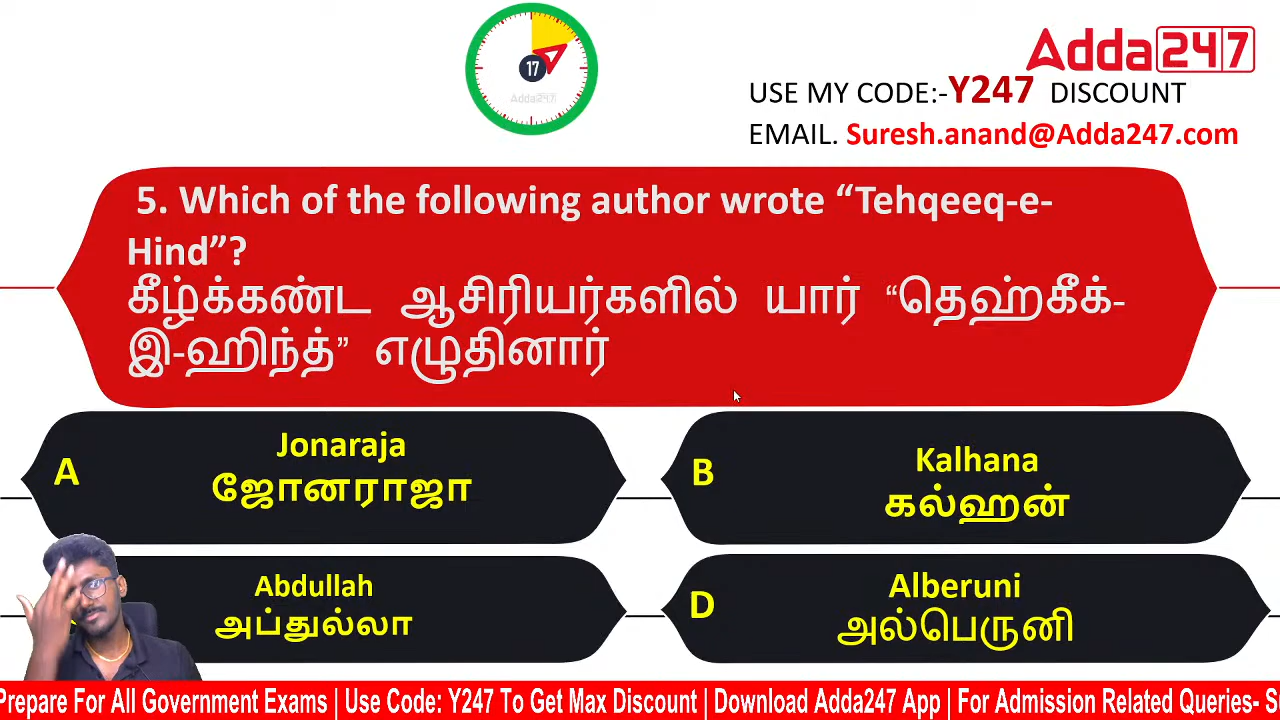 17
Adda247
Adda247
USE MY CODE:-Y247 DISCOUNT
EMAIL. Suresh.anand@Adda247.com
5. Which of the following author wrote “Tehqeeq-e-
Hind”?
கீழ்க்கண்ட ஆசிரியர்களில் யார் “தெஹ்கீக்-
இ-ஹிந்த்” எழுதினார்
A
Jonaraja
ஜோனராஜா
B
Kalhana
கல்ஹன்
Abdullah
அப்துல்லா
D
Alberuni
அல்பெருனி
Prepare For All Government Exams | Use Code: Y247 To Get Max Discount | Download Adda247 App | For Admission Related Queries- S